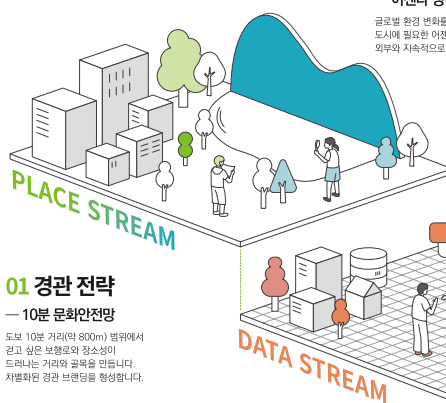 글로벌 환경 변화를
도시에 필요한 어젠
외부와 지속적으로
PLACE STREAM
01 경관 전략
— 10분 문화안전망
도보 10분 거리(약 800m) 범위에서
걷고 싶은 보행로와 장소성이
드러나는 거리와 골목을 만듭니다.
차별화된 경관 브랜딩을 형성합니다.
DATA STREAM